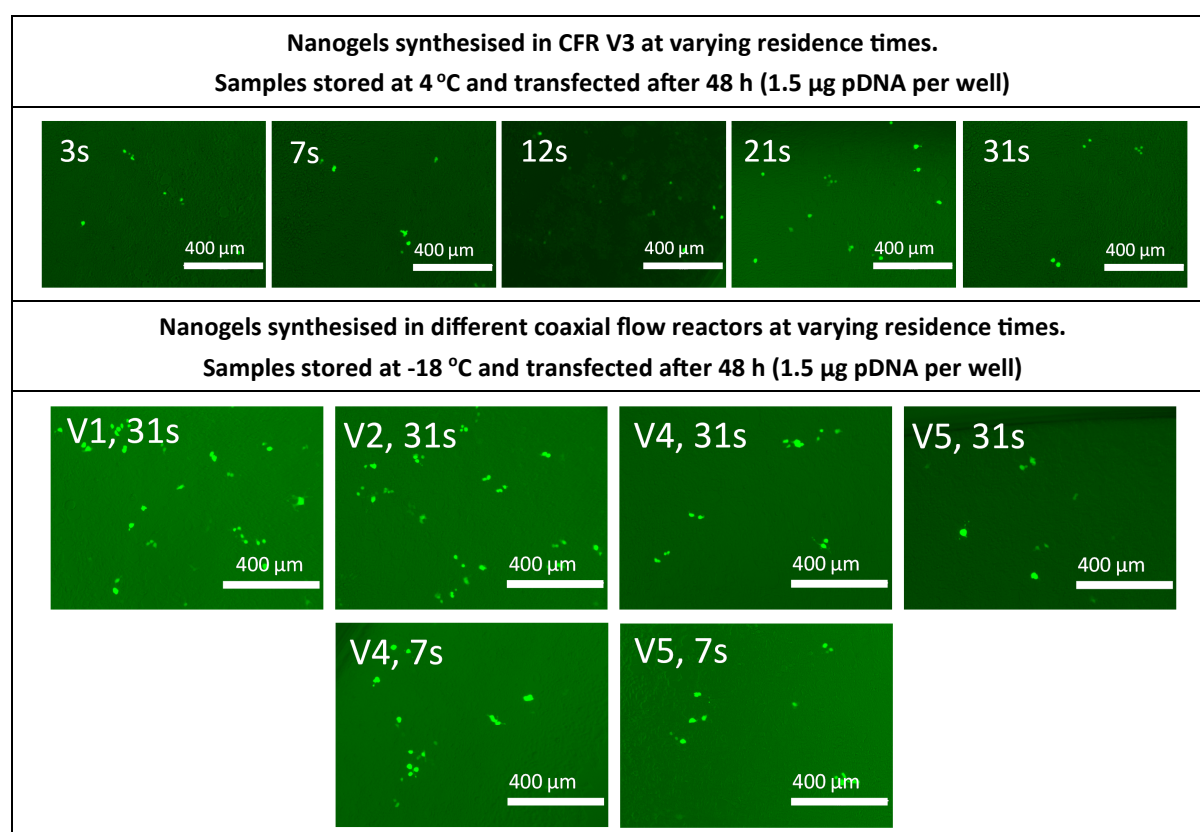 Nanogels synthesised in CFR V3 at varying residence times.
Samples stored at 4 °C and transfected after 48 h (1.5 µg pDNA per well)
3s
7s
12s
21s
31s
400 µm
400 µm
400 µm
400 µm
400 µm
Nanogels synthesised in different coaxial flow reactors at varying residence times.
Samples stored at -18 °C and transfected after 48 h (1.5 µg pDNA per well)
V1, 31s
V2, 31s
V4, 31s
V5, 31s
400 µm
400 µm
400 µm
400 µm
V4, 7s
V5, 7s
400 µm
400 µm